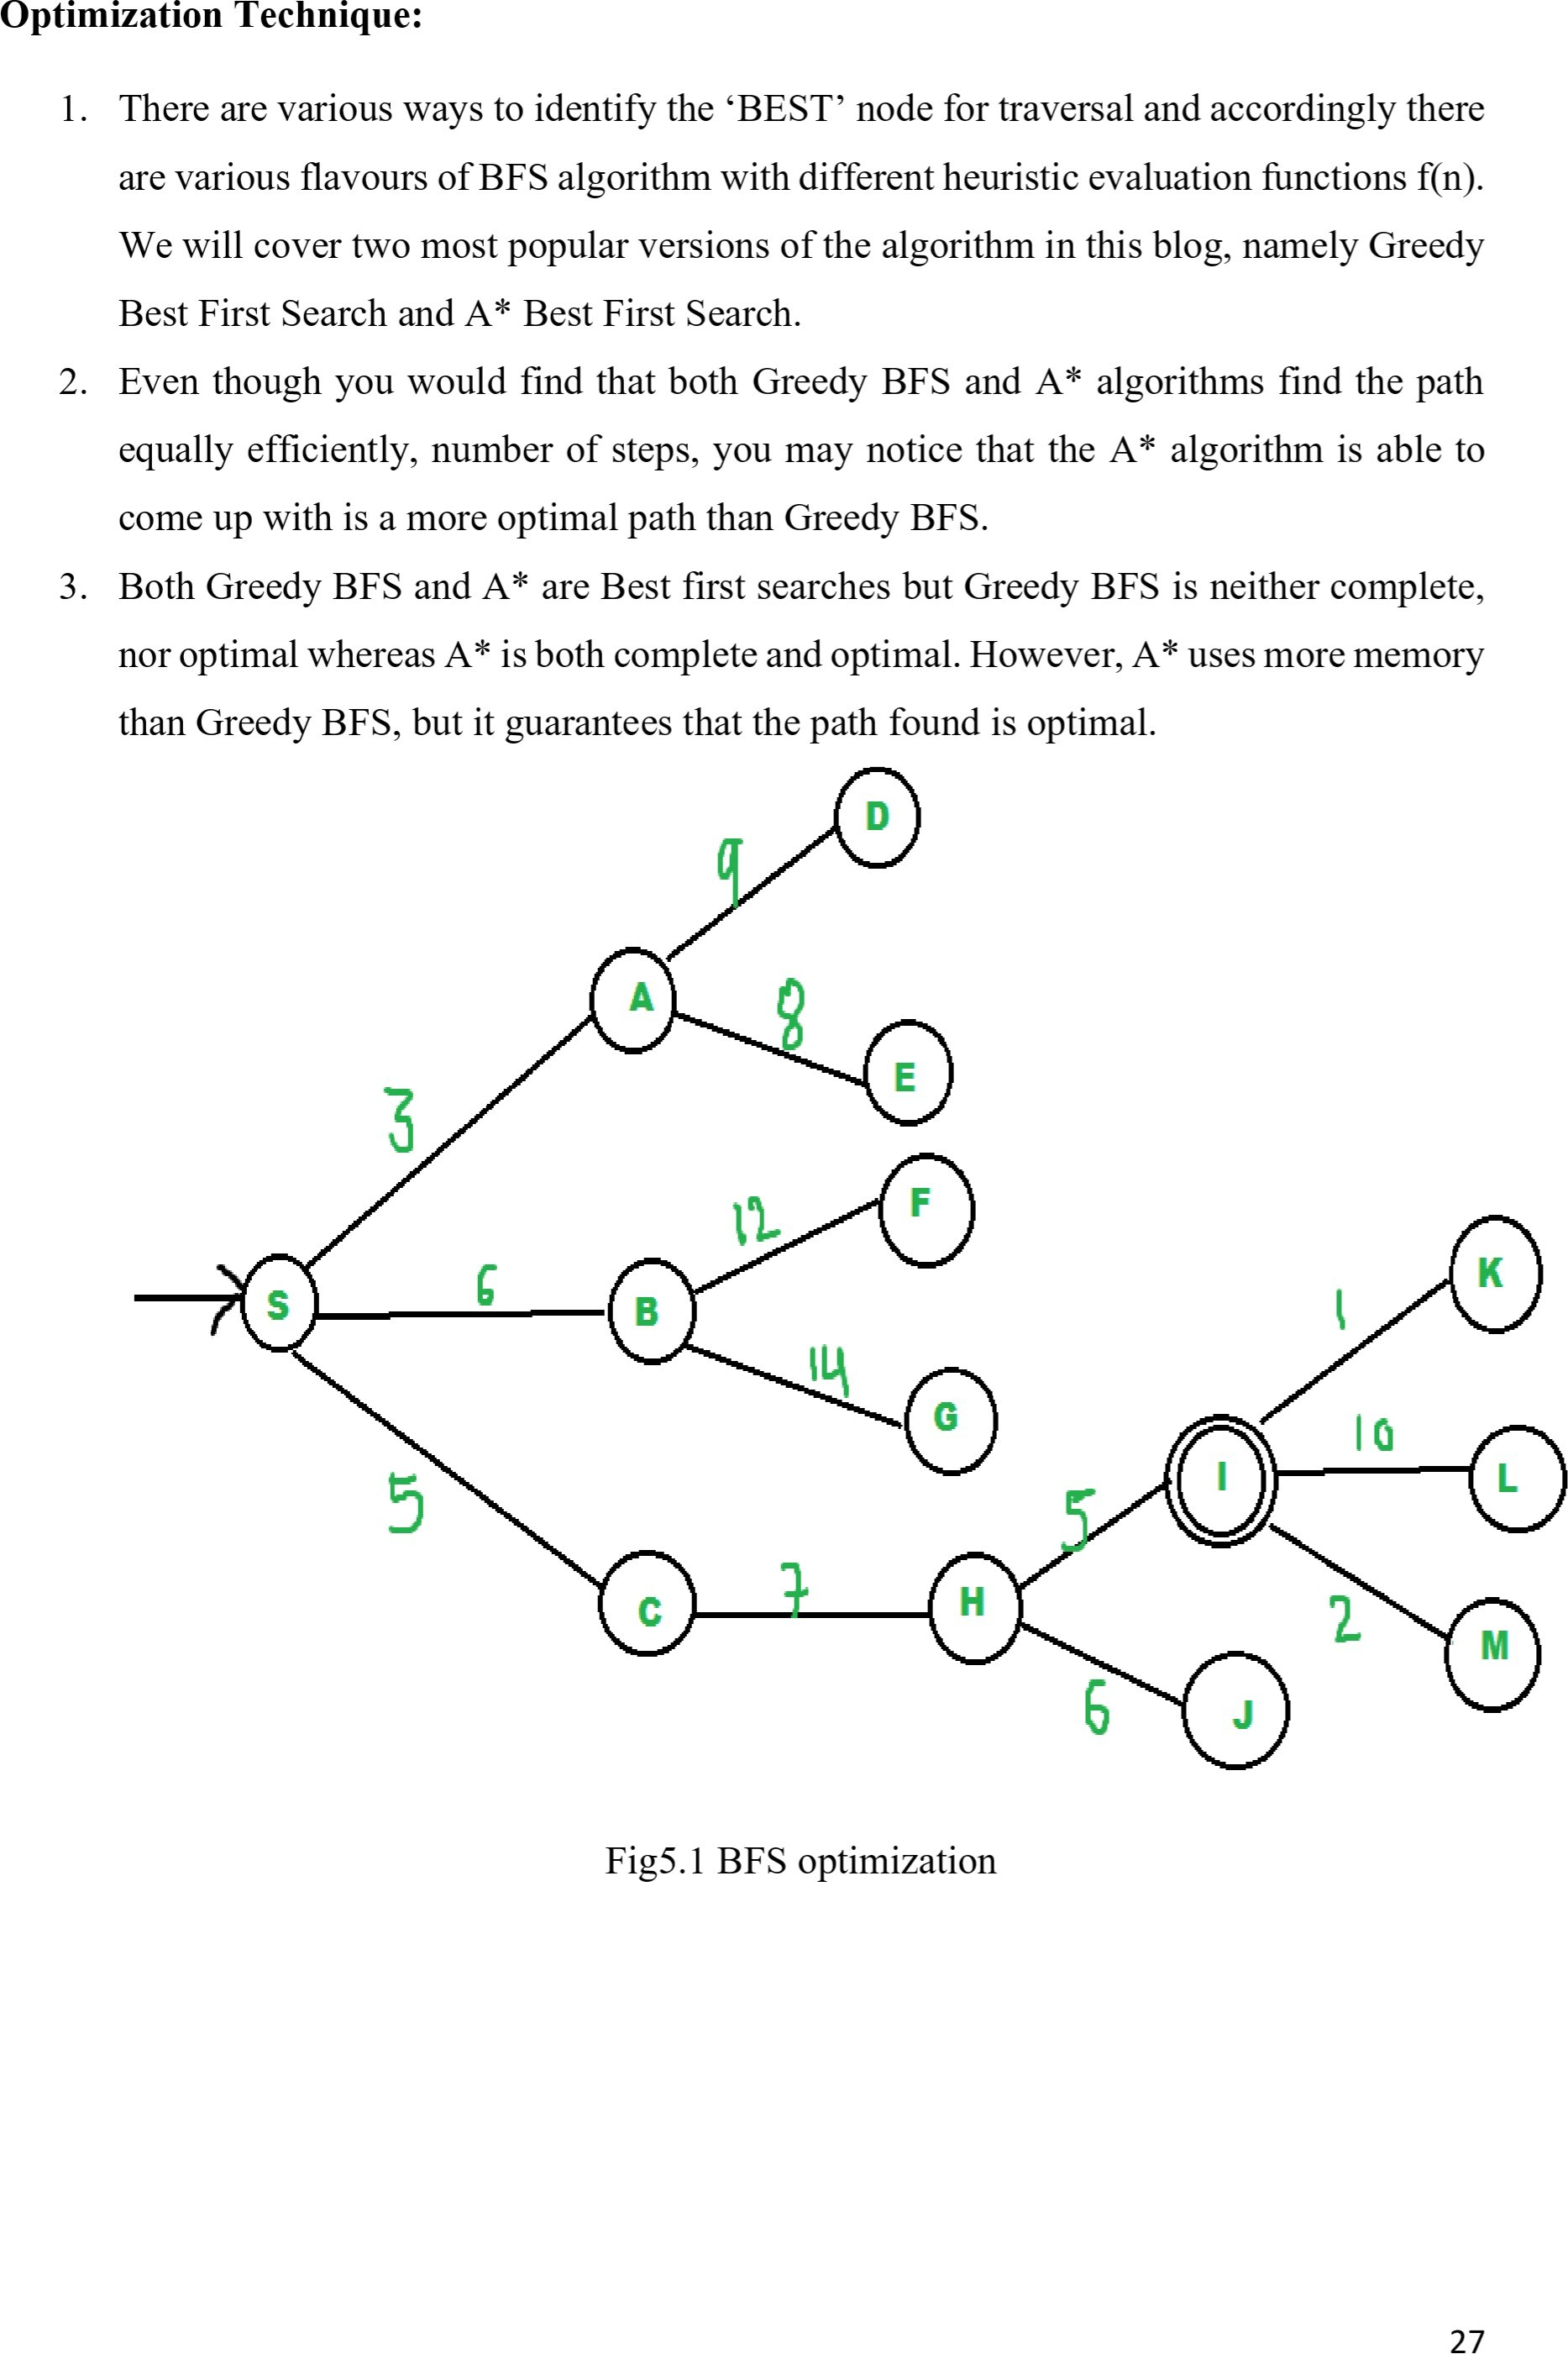 Optimization Technique:
1. There are various ways to identify the ‘BEST’ node for traversal and accordingly there
are various flavours of BFS algorithm with different heuristic evaluation functions f(n).
We will cover two most popular versions of the algorithm in this blog, namely Greedy
Best First Search and A* Best First Search.
2. Even though you would find that both Greedy BFS and A* algorithms find the path
equally efficiently, number of steps, you may notice that the A* algorithm is able to
come up with is a more optimal path than Greedy BFS.
3. Both Greedy BFS and A* are Best first searches but Greedy BFS is neither complete,
nor optimal whereas A* is both complete and optimal. However, A* uses more memory
than Greedy BFS, but it guarantees that the path found is optimal.
D
9
A
8
E
3
F
12
S
6
B
K
1
14
G
10
I
L
5
5
C
7
H
2
M
6
J
Fig5.1 BFS optimization
27